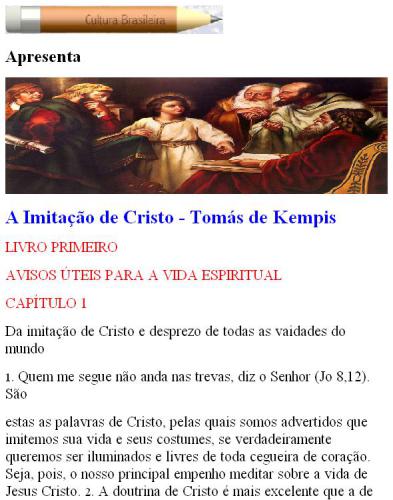 Cultura Brasileira
Apresenta
A Imitação de Cristo - Tomás de Kempis
LIVRO PRIMEIRO
AVISOS ÚTEIS PARA A VIDA ESPIRITUAL
CAPÍTULO 1
Da imitação de Cristo e desprezo de todas as vaidades do
mundo
1. Quem me segue não anda nas trevas, diz o Senhor (Jo 8,12).
São
estas as palavras de Cristo, pelas quais somos advertidos que
imitemos sua vida e seus costumes, se verdadeiramente
queremos ser iluminados e livres de toda cegueira de coração.
Seja, pois, o nosso principal empenho meditar sobre a vida de
Jesus Cristo. 2. A doutrina de Cristo é mais excelente que a de